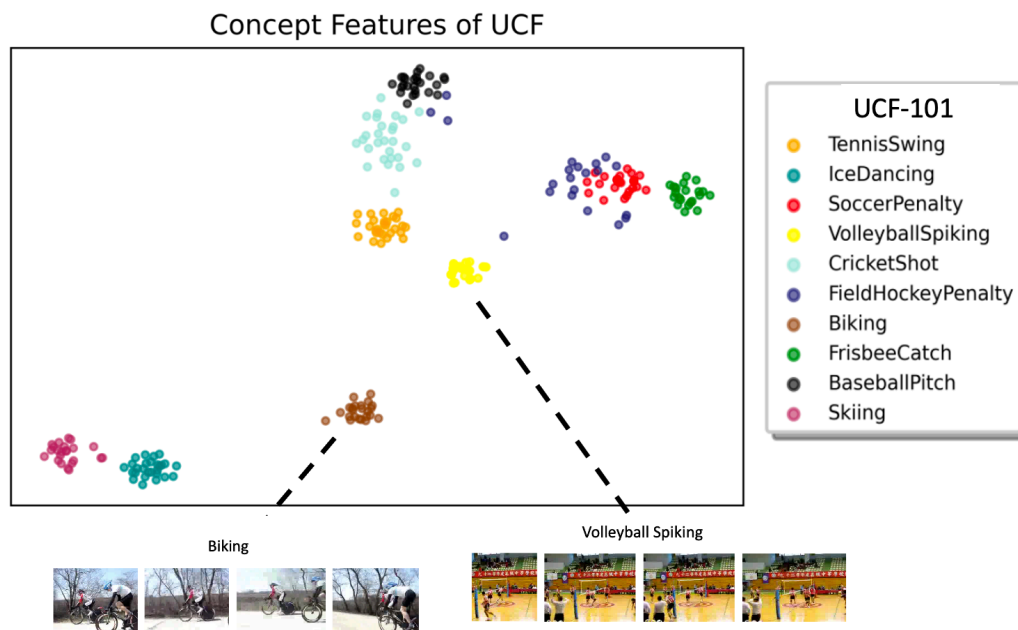 Concept Features of UCF
UCF-101
TennisSwing
IceDancing
SoccerPenalty
VolleyballSpiking
CricketShot
FieldHockeyPenalty
Biking
FrisbeeCatch
BaseballPitch
Skiing
Biking
Volleyball Spiking